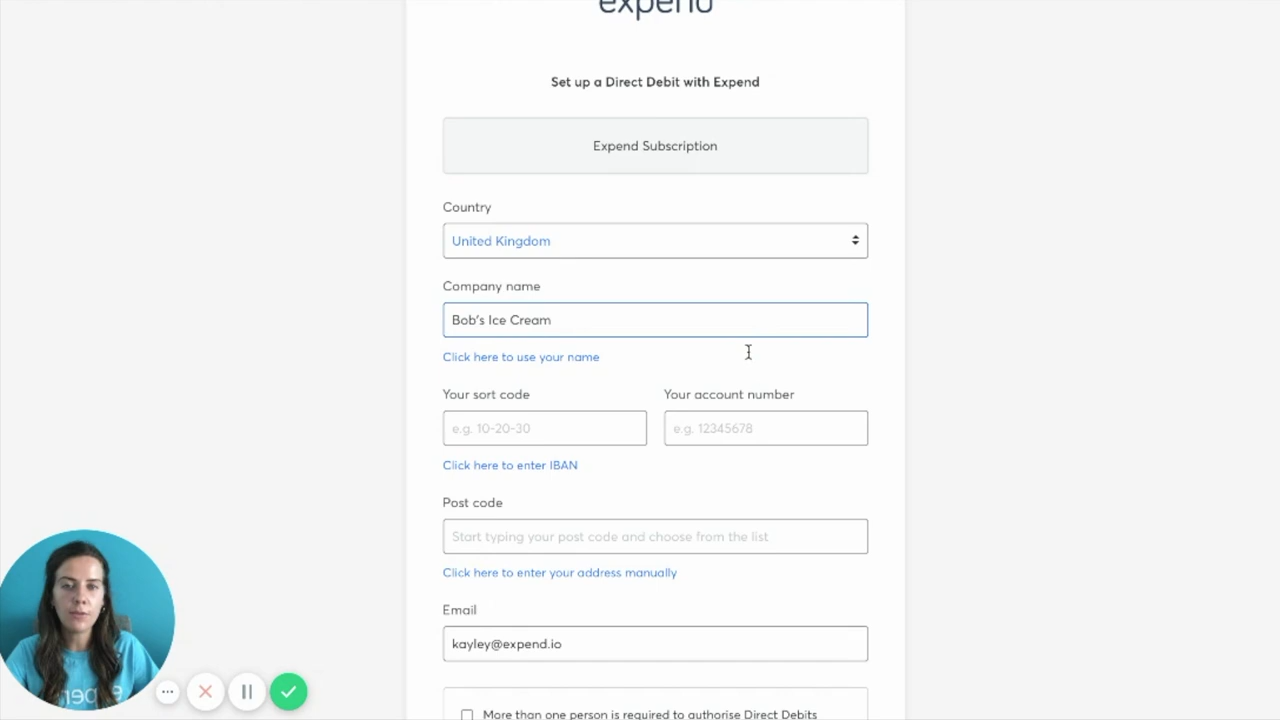 expend
Set up a Direct Debit with Expend
Expend Subscription
Country
United Kingdom
Company name
Bob's Ice Cream
Click here to use your name
Your sort code
Your account number
e.g. 10-20-30
e.g. 12345678
Click here to enter IBAN
Post code
Start typing your post code and choose from the list
Click here to enter your address manually
Email
kayley@expend.io
More than one person is required to authorise Direct Debits